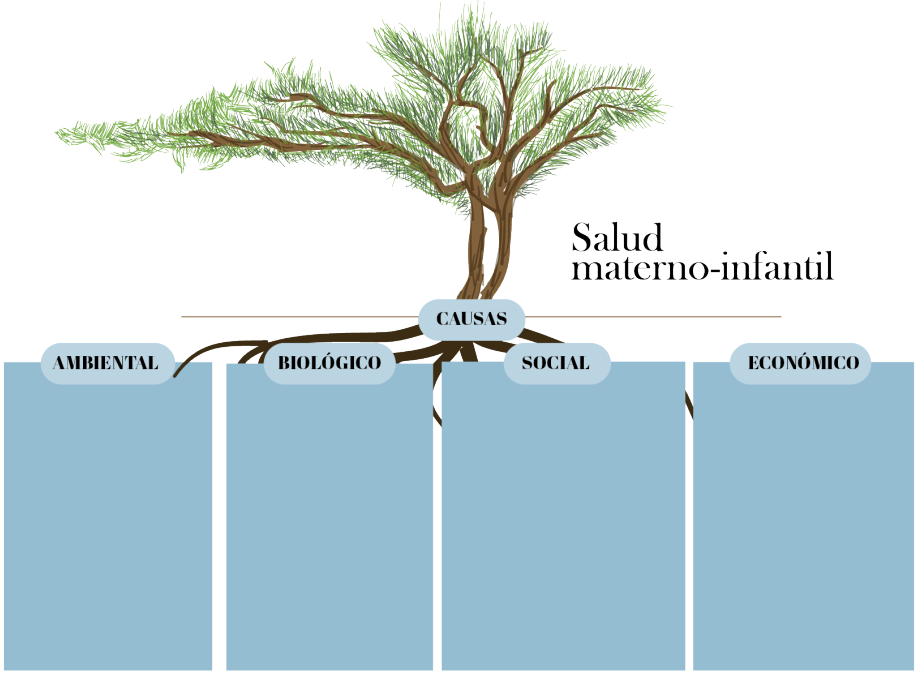 Salud
materno-infantil
CAUSAS
AMBIENTAL
BIOLÓGICO
SOCIAL
ECONÓMICO